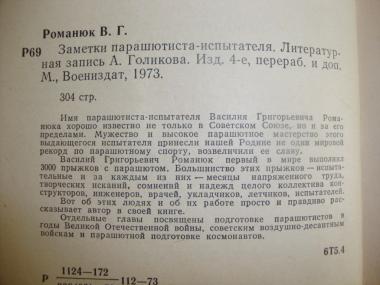 Романюк В. Г.
Р69 Заметки парашютиста-испытателя. Литератур-
ная запись А. Голикова. Изд. 4-е, перераб. и доп.
М., Воениздат, 1973.
304 стр.
Имя парашютиста-испытателя Василия Григорьевича Рома-
нюка хорошо известно не только в Советском Союзе, но и за его
пределами. Мужество и высокое парашютное мастерство этого
выдающегося испытателя принесли нашей Родине не один мировой
рекорд по парашютному спорту, возвеличили ее славу.
Василий Григорьевич Романюк первый в мире выполнил
3000 прыжков с парашютом. Большинство этих прыжков — испыта-
тельные и за каждым из них — месяцы напряженного труда,
творческих исканий, сомнений и надежд целого коллектива кон-
структоров, инженеров, врачей, укладчиков, летчиков, испытателей.
Вот об этих людях и об их работе просто и правдиво рас-
сказывает автор в своей книге.
Отдельные главы посвящены подготовке парашютистов в
годы Великой Отечественной войны, советским воздушно-десантным
войскам и парашютной подготовке космонавтов.
6Т5.4
1124—172
Р 112—73